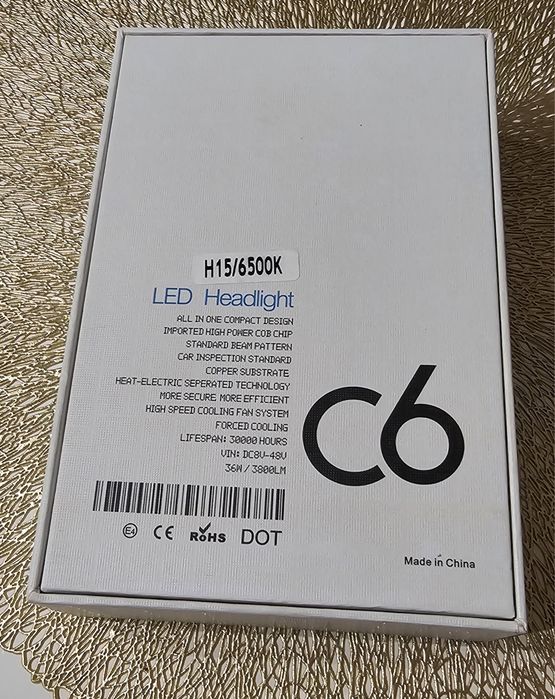 H15/6500K
LED Headlight
ALL IN ONE COMPACT DESIGN
IMPORTED HIGH POWER COB CHIP
STANDARD BEAM PATTERN
CAR INSPECTION STANDARD
COPPER SUBSTRATE
HEAT-ELECTRIC SEPERATED TECHNOLOGY
MORE SECURE MORE EFFICIENT
HIGH SPEED COOLING FAN SYSTEM
FORCED COOLING
LIFESPAN: 30000 HOURS
VIN: DC8V-48V
36W / 3800LM
C6
E4 CE RoHS DOT
Made in China